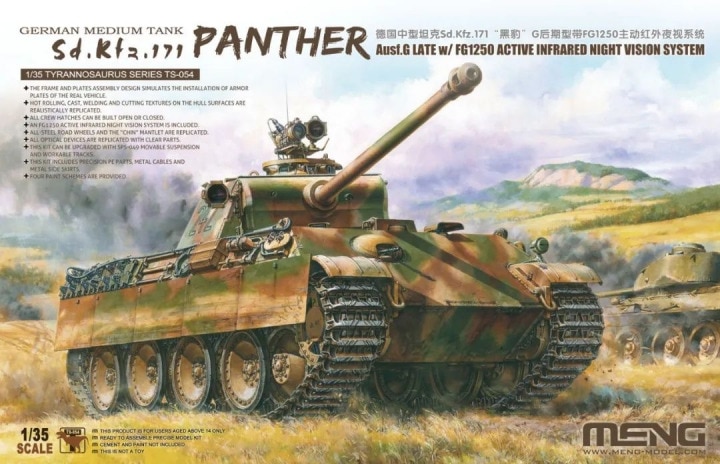 GERMAN MEDIUM TANK
Sd.Kfz.171 PANTHER
德国中型坦克Sd.Kfz.171 “黑豹” G后期型带FG1250主动红外夜视系统
Ausf.G LATE w/ FG1250 ACTIVE INFRARED NIGHT VISION SYSTEM
1/35 TYRANNOSAURUS SERIES TS-054
THE FRAME AND PLATES ASSEMBLY DESIGN SIMULATES THE INSTALLATION OF ARMOR
PLATES OF THE REAL VEHICLE.
HOT ROLLING, CAST, WELDING AND CUTTING TEXTURES ON THE HULL SURFACES ARE
REALISTICALLY REPLICATED.
ALL CREW HATCHES CAN BE BUILT OPEN OR CLOSED.
AN FG1250 ACTIVE INFRARED NIGHT VISION SYSTEM IS INCLUDED.
ALL-STEEL ROAD WHEELS AND THE "CHIN" MANTLET ARE REPLICATED.
ALL OPTICAL DEVICES ARE REPLICATED WITH CLEAR PARTS.
THIS KIT CAN BE UPGRADED WITH SPS-049 MOVABLE SUSPENSION
AND WORKABLE TRACKS.
THIS KIT INCLUDES PRECISION PE PARTS, METAL CABLES AND
METAL SIDE SKIRTS.
FOUR PAINT SCHEMES ARE PROVIDED
1/35
SCALE
TS-054
THIS PRODUCT IS FOR USERS AGED ABOVE 14 ONLY
READY TO ASSEMBLE PRECISE MODEL KIT
CEMENT AND PAINT NOT INCLUDED
THIS IS NOT A TOY
MENG
WWW.MENG-MODEL.COM